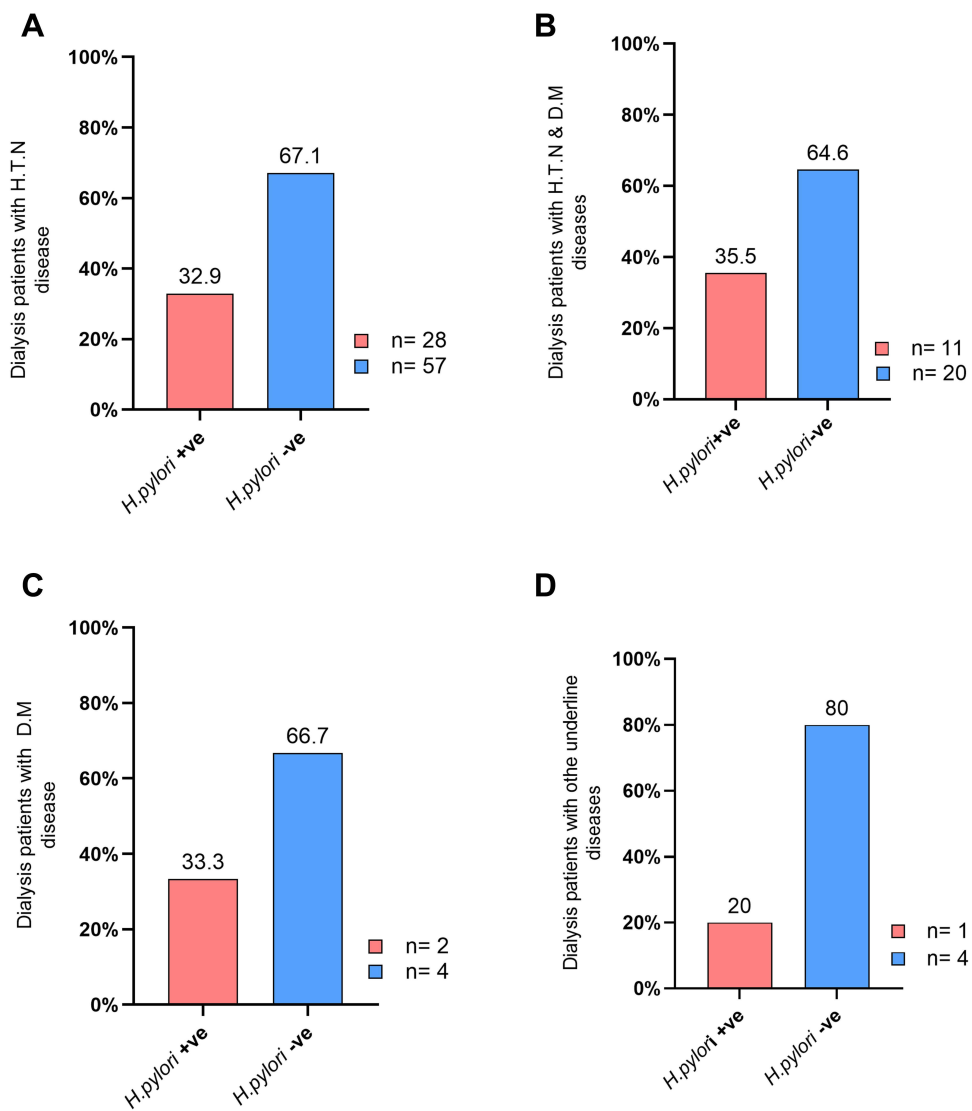 A
Dialysis patients with H.T.N
disease
100%
80%
60%
40%
20%
0%
32.9
67.1
H.pylori +ve
H.pylori -ve
n= 28
n= 57
B
Dialysis patients with H.T.N & D.M
diseases
100%
80%
60%
40%
20%
0%
35.5
64.6
H.pylori+ve
H.pylori-ve
n= 11
n= 20
C
Dialysis patients with D.M
disease
100%
80%
60%
40%
20%
0%
33.3
66.7
H.pylori +ve
H.pylori -ve
n= 2
n= 4
D
Dialysis patients with othe underline
diseases
100%
80%
60%
40%
20%
0%
20
80
H.pylori +ve
H.pylori -ve
n= 1
n= 4